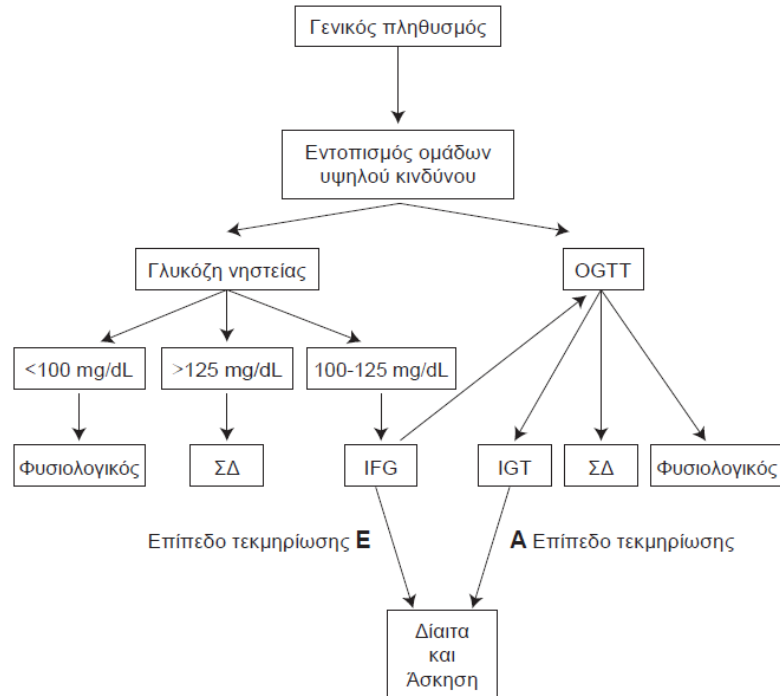 Γενικός πληθυσμός
Εντοπισμός ομάδων
υψηλού κινδύνου
Γλυκόζη νηστείας
OGTT
<100 mg/dL
>125 mg/dL
100-125 mg/dL
Φυσιολογικός
ΣΔ
IFG
IGT
ΣΔ
Φυσιολογικός
Επίπεδο τεκμηρίωσης E
A Επίπεδο τεκμηρίωσης
Δίαιτα
και
Άσκηση